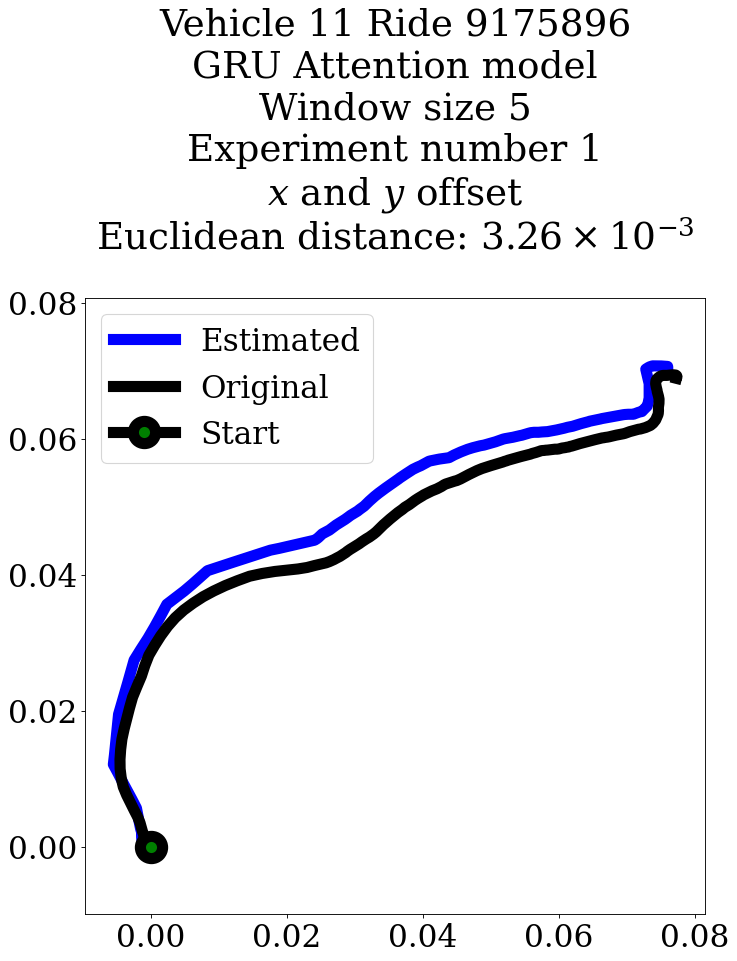 Vehicle 11 Ride 9175896
GRU Attention model
Window size 5
Experiment number 1
x and y offset
Euclidean distance: 3.26 × 10⁻³
0.08
Estimated
Original
Start
0.06
0.04
0.02
0.00
0.00 0.02 0.04 0.06 0.08